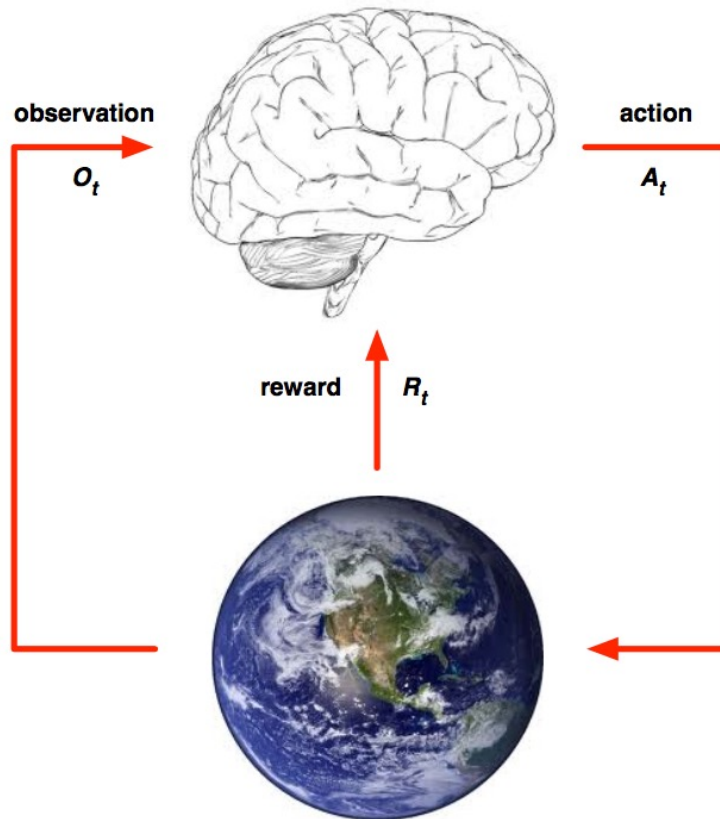 observation
action
O_t
A_t
reward
R_t